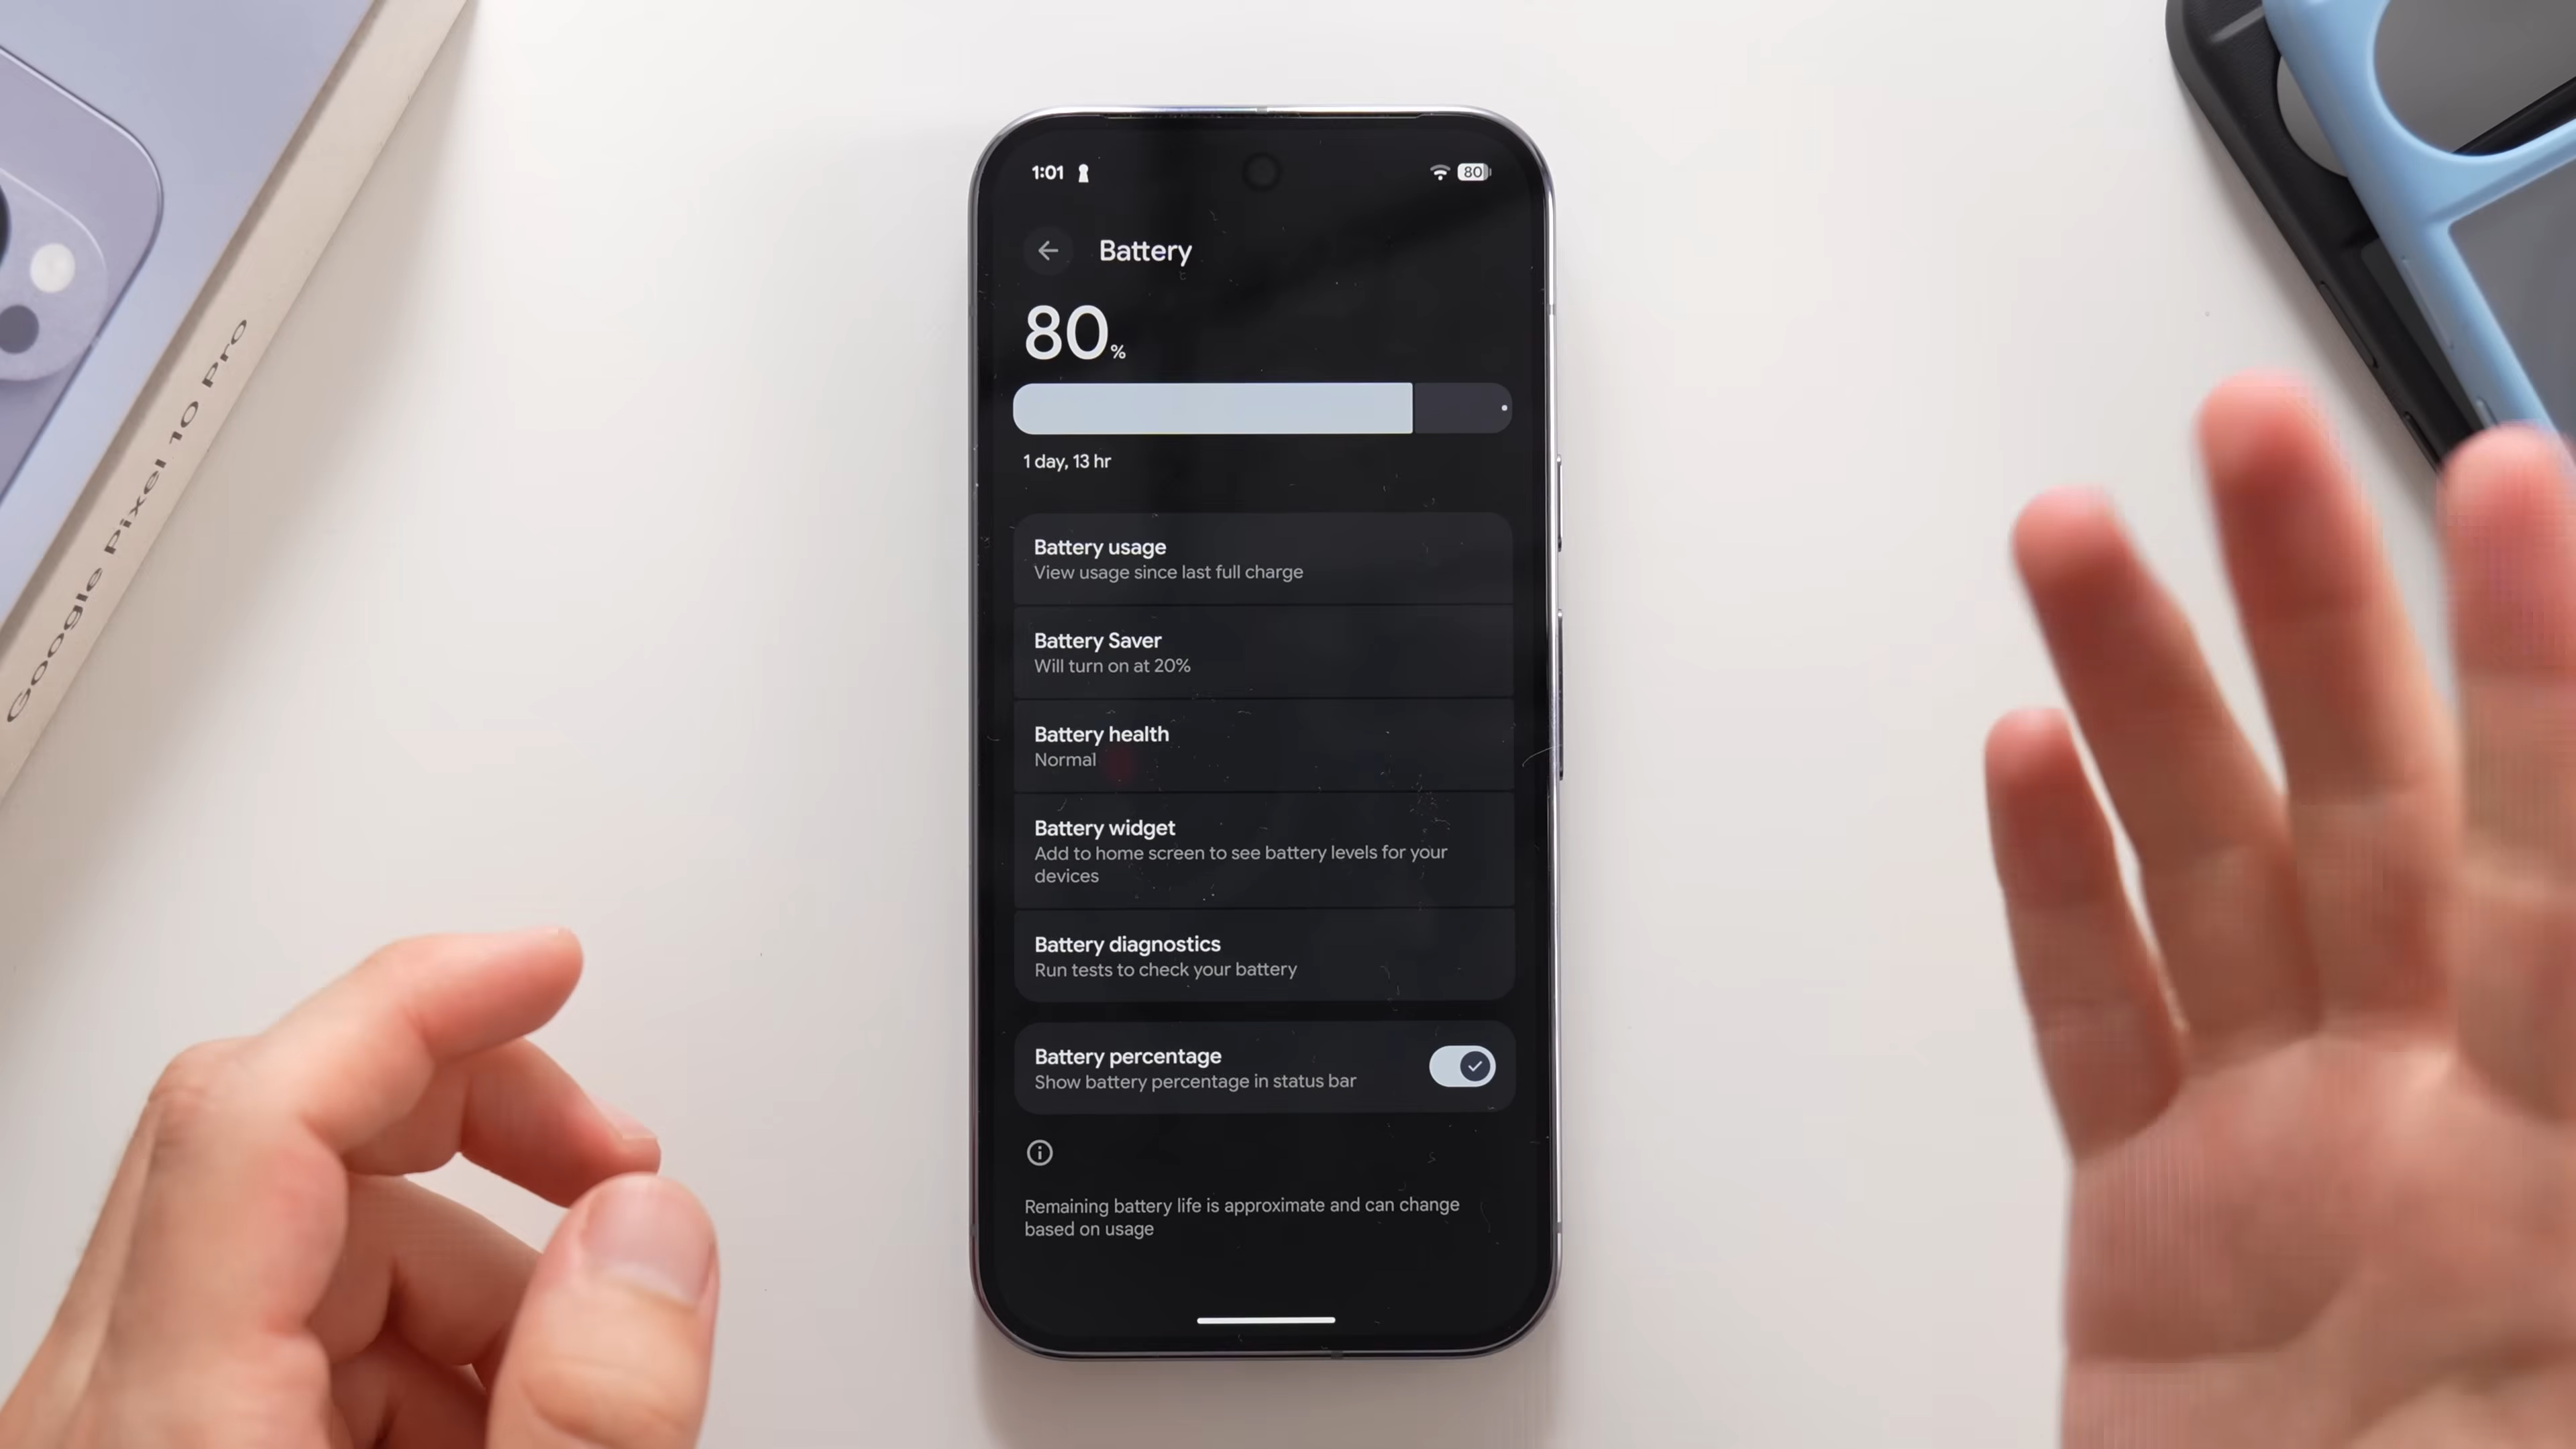 Google Pixel 10 Pro
1:01
80
Battery
80%
1 day, 13 hr
Battery usage
View usage since last full charge
Battery Saver
Will turn on at 20%
Battery health
Normal
Battery widget
Add to home screen to see battery levels for your
devices
Battery diagnostics
Run tests to check your battery
Battery percentage
Show battery percentage in status bar
Remaining battery life is approximate and can change
based on usage